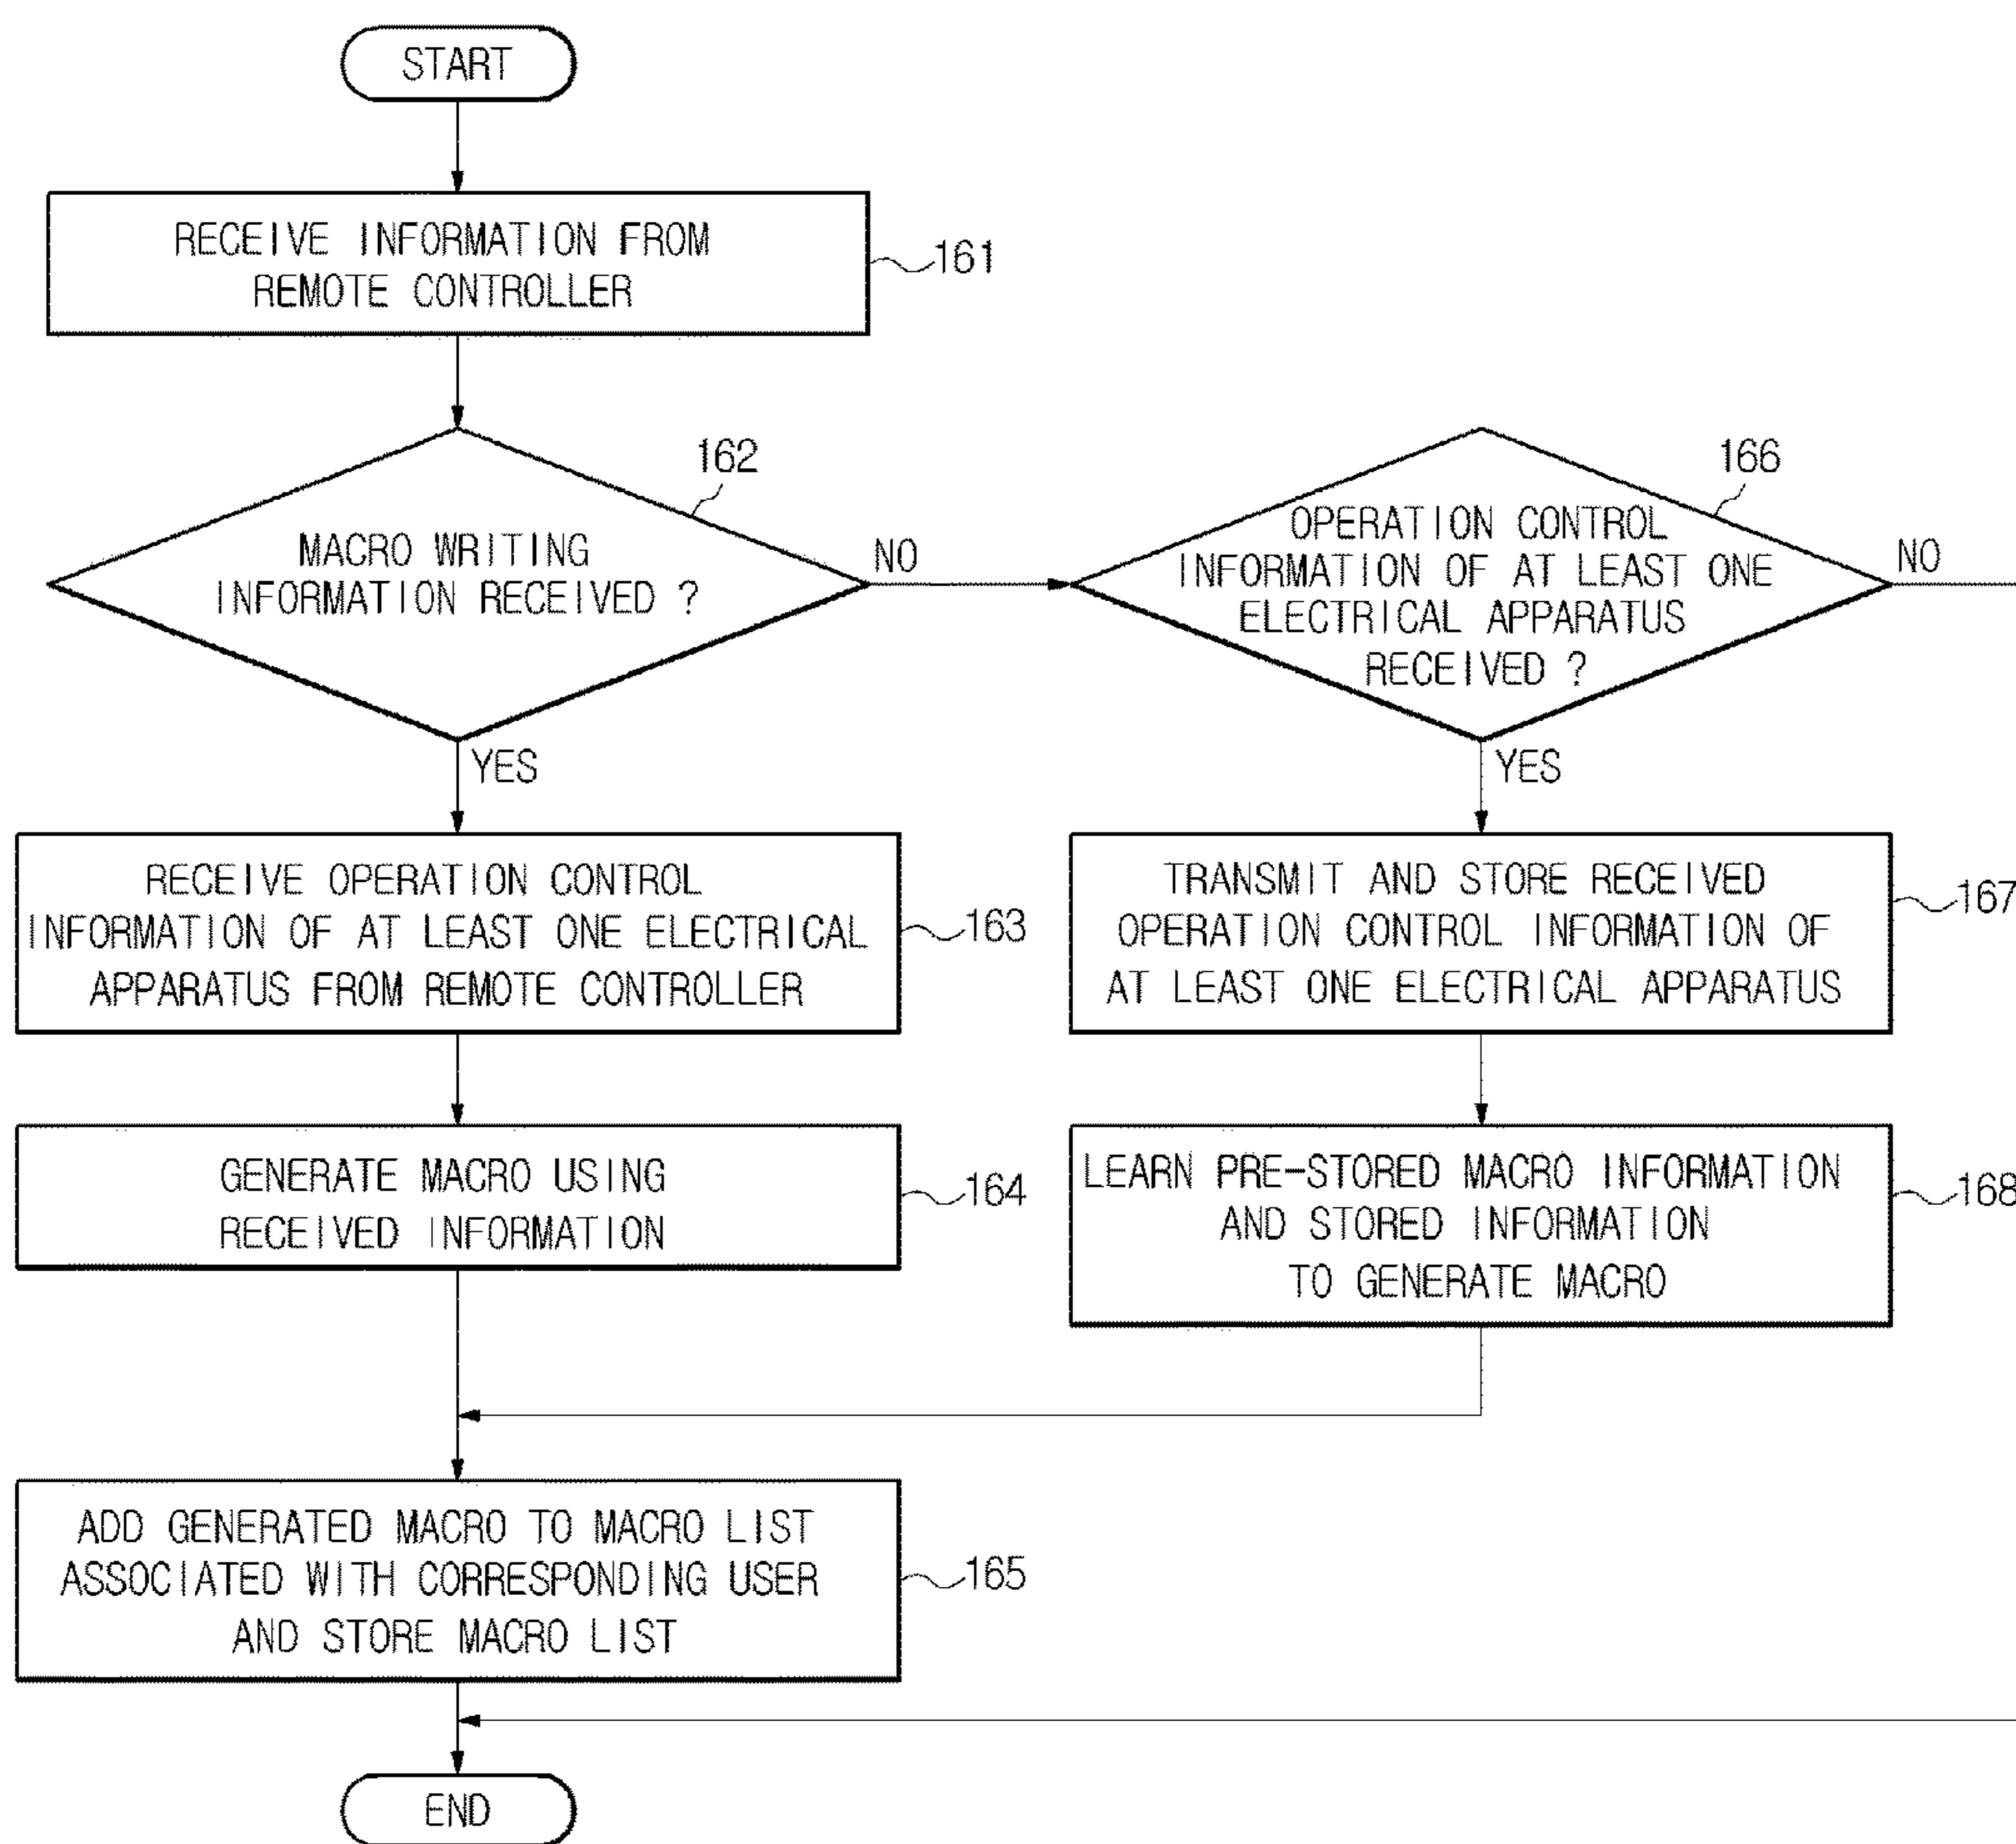 START
RECEIVE INFORMATION FROM
REMOTE CONTROLLER
161
162
MACRO WRITING
INFORMATION RECEIVED ?
NO
166
OPERATION CONTROL
INFORMATION OF AT LEAST ONE
ELECTRICAL APPARATUS
RECEIVED ?
NO
YES
YES
RECEIVE OPERATION CONTROL
INFORMATION OF AT LEAST ONE ELECTRICAL
APPARATUS FROM REMOTE CONTROLLER
163
TRANSMIT AND STORE RECEIVED
OPERATION CONTROL INFORMATION OF
AT LEAST ONE ELECTRICAL APPARATUS
167
GENERATE MACRO USING
RECEIVED INFORMATION
164
LEARN PRE-STORED MACRO INFORMATION
AND STORED INFORMATION
TO GENERATE MACRO
168
ADD GENERATED MACRO TO MACRO LIST
ASSOCIATED WITH CORRESPONDING USER
AND STORE MACRO LIST
165
END